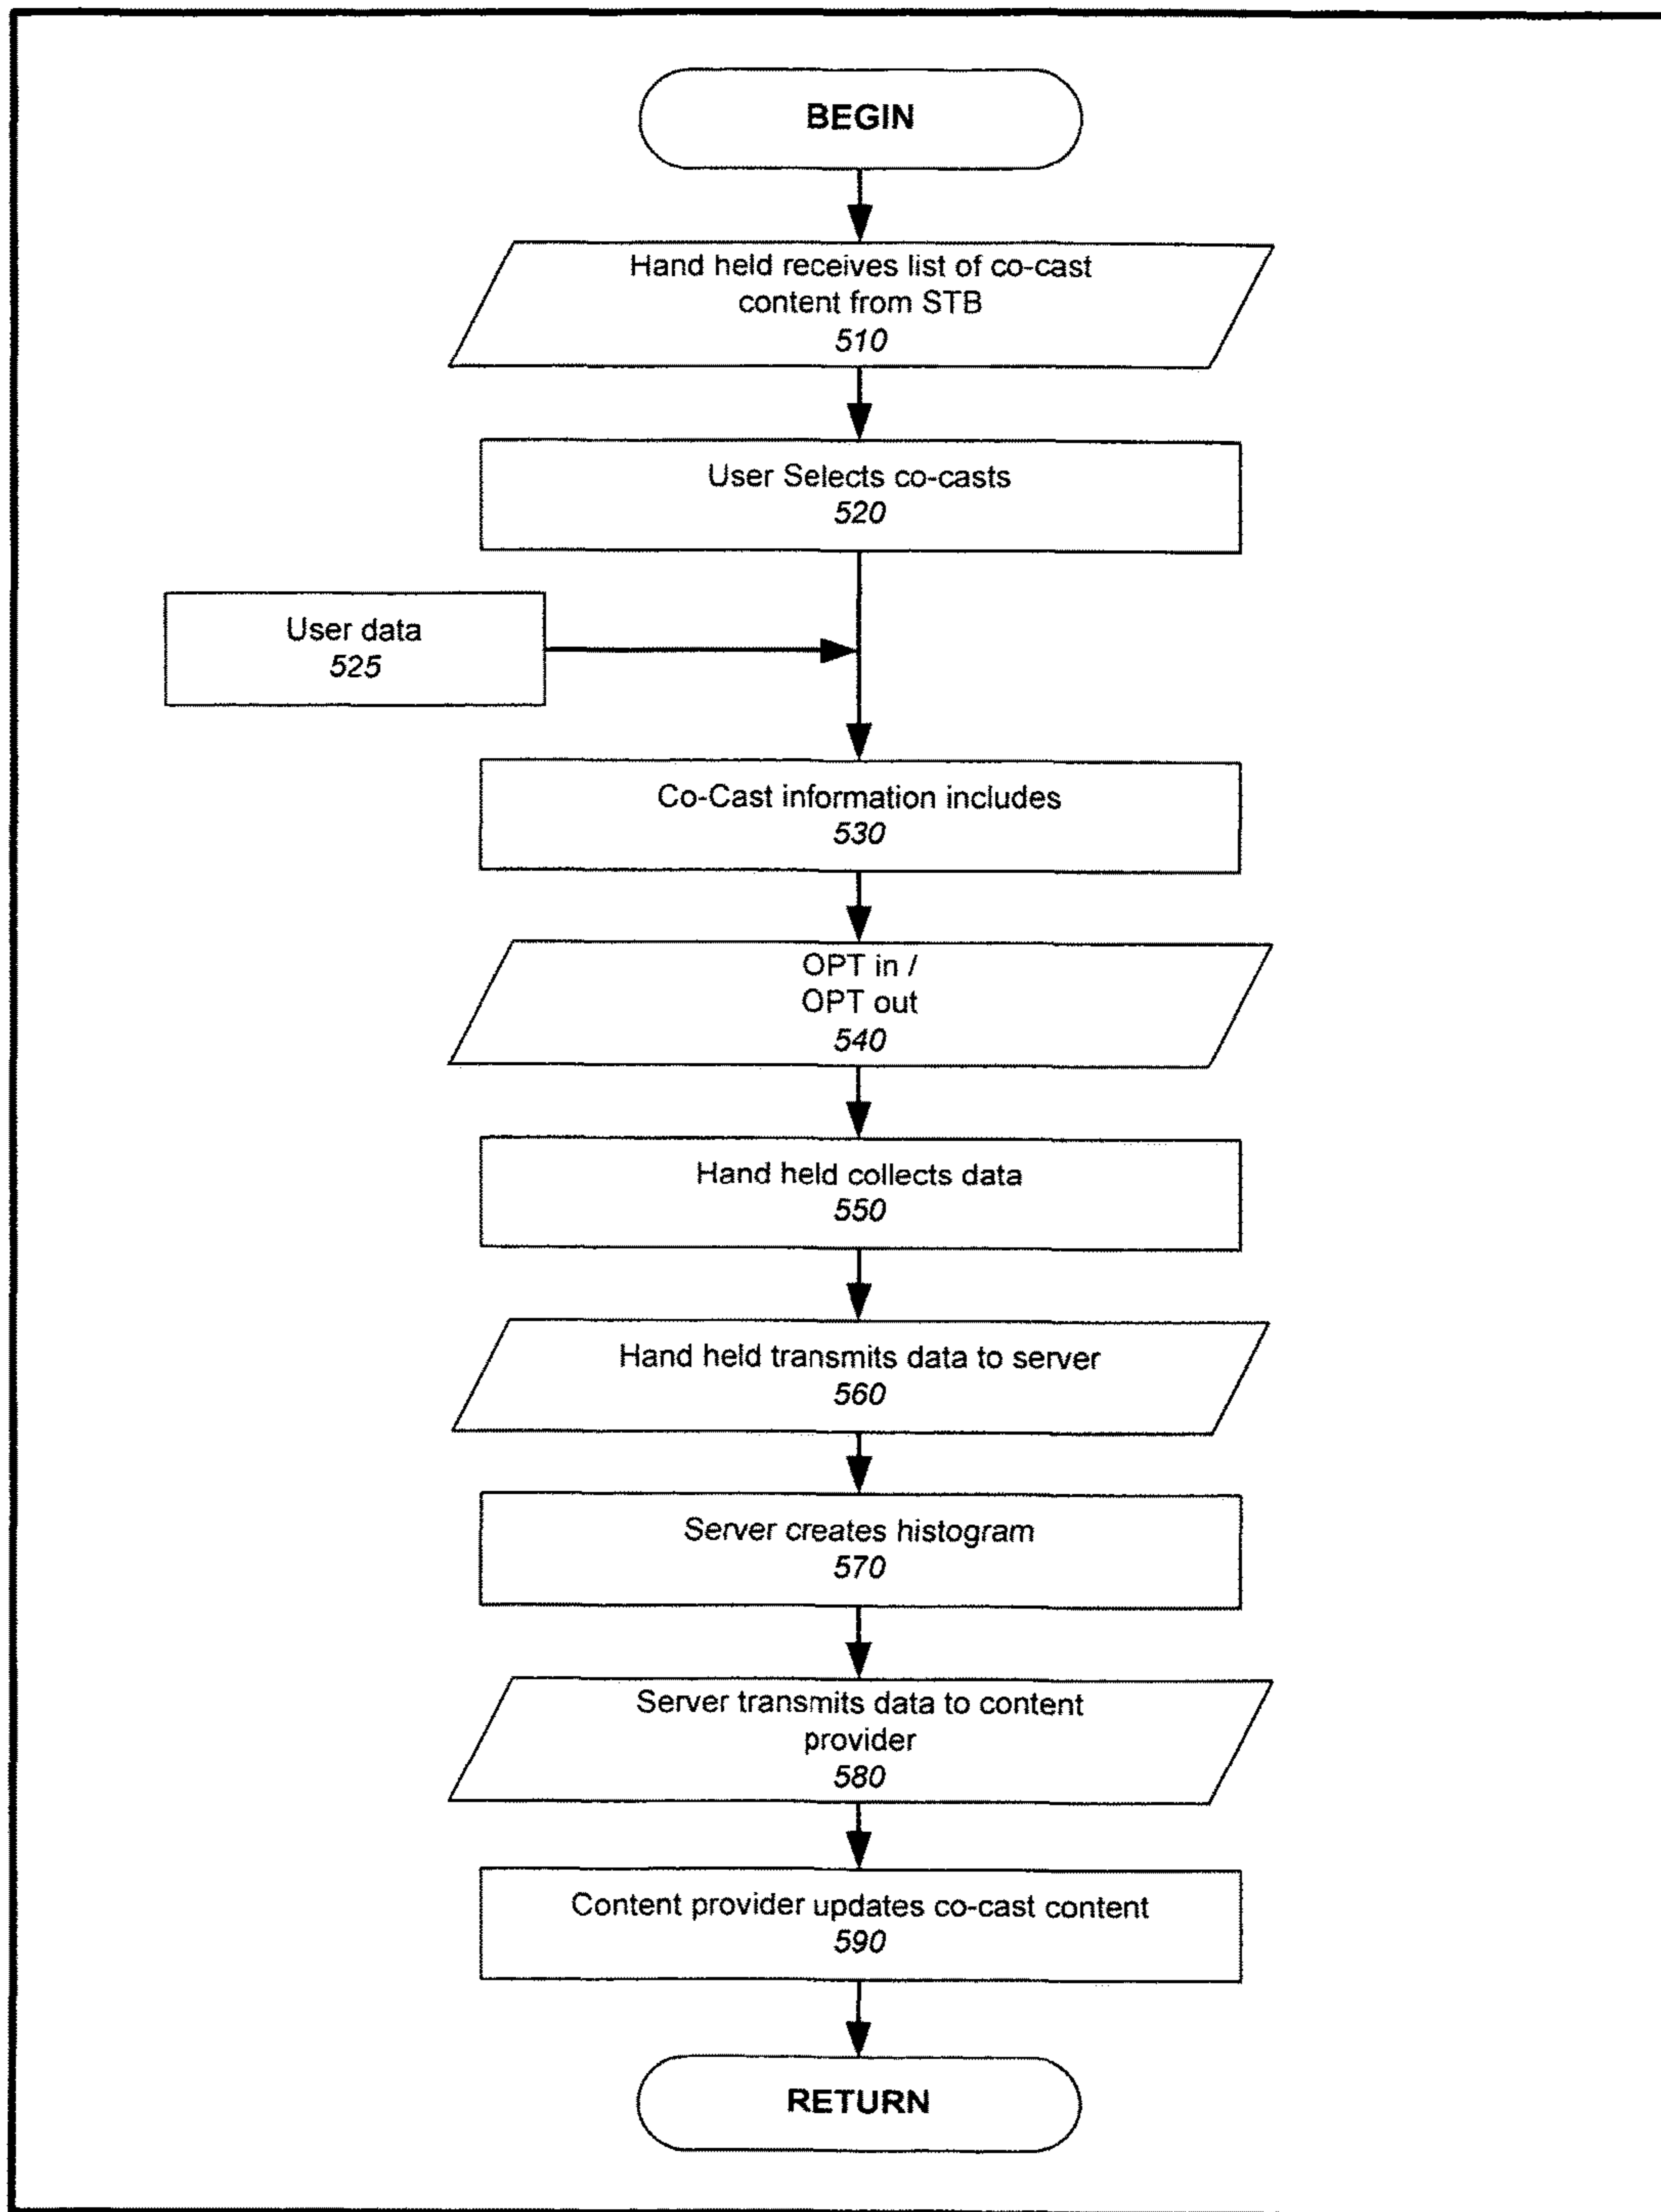 BEGIN
Hand held receives list of co-cast
content from STB
510
User Selects co-casts
520
User data
525
Co-Cast information includes
530
OPT in /
OPT out
540
Hand held collects data
550
Hand held transmits data to server
560
Server creates histogram
570
Server transmits data to content
provider
580
Content provider updates co-cast content
590
RETURN